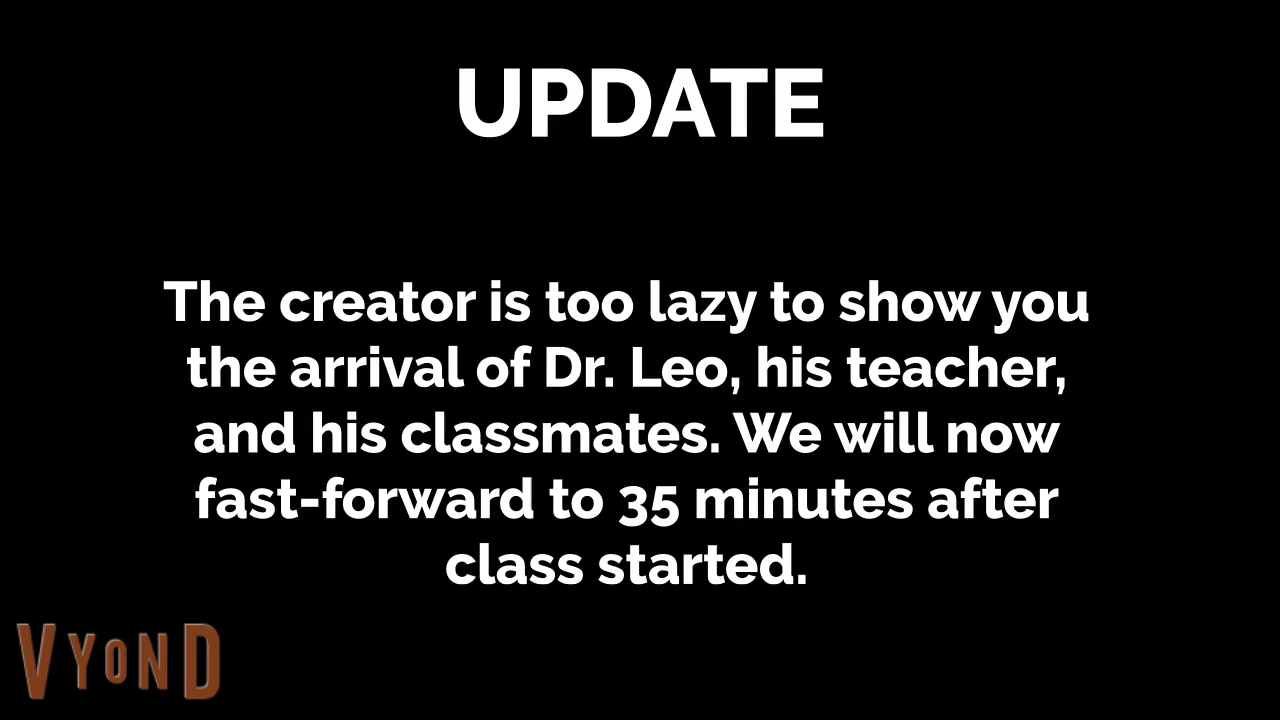 UPDATE
The creator is too lazy to show you
the arrival of Dr. Leo, his teacher,
and his classmates. We will now
fast-forward to 35 minutes after
class started.
VYOND